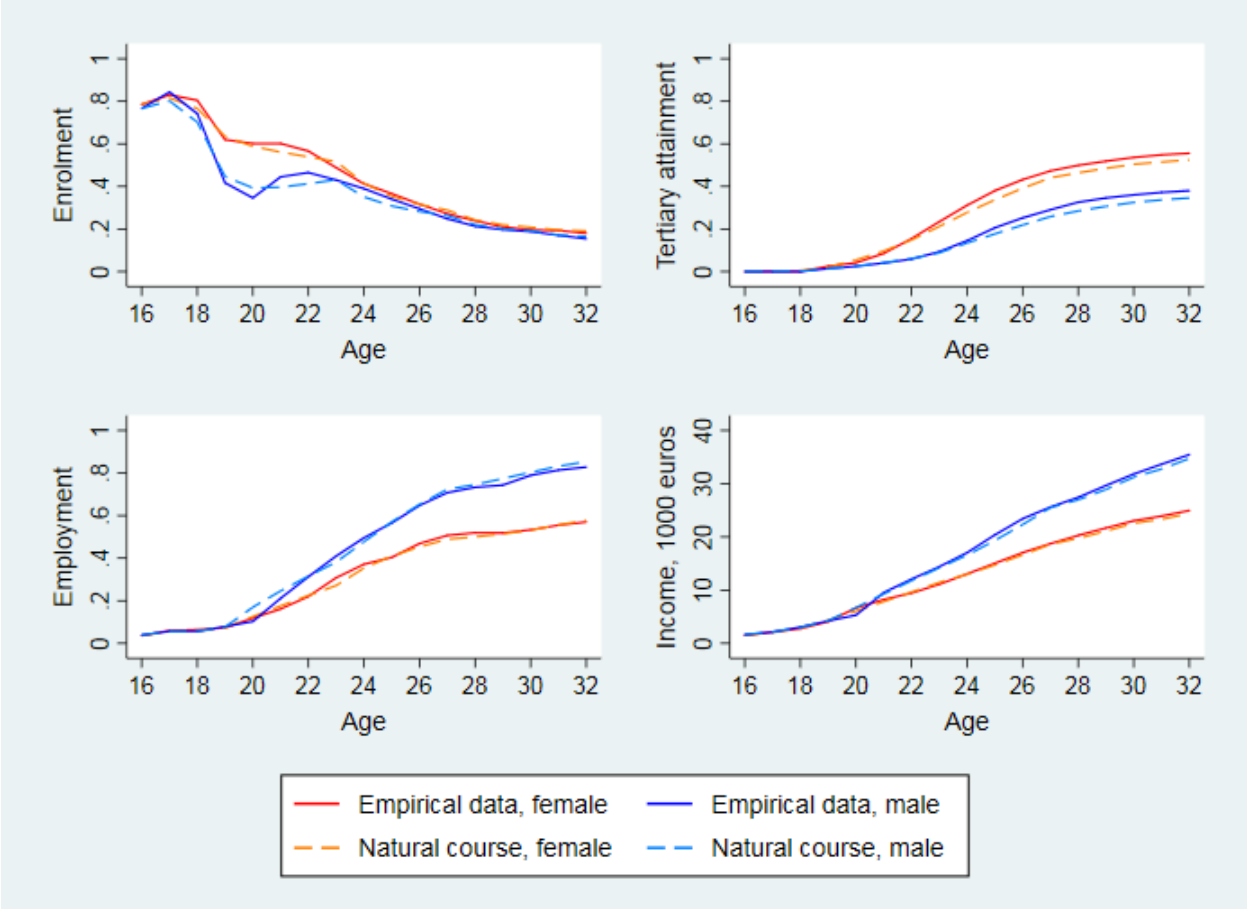 Enrolment
1
.8
.6
.4
.2
0
16 18 20 22 24 26 28 30 32
Age
Tertiary attainment
1
.8
.6
.4
.2
0
16 18 20 22 24 26 28 30 32
Age
Employment
1
.8
.6
.4
.2
0
16 18 20 22 24 26 28 30 32
Age
Income, 1000 euros
40
30
20
10
0
16 18 20 22 24 26 28 30 32
Age
Empirical data, female Empirical data, male
Natural course, female Natural course, male